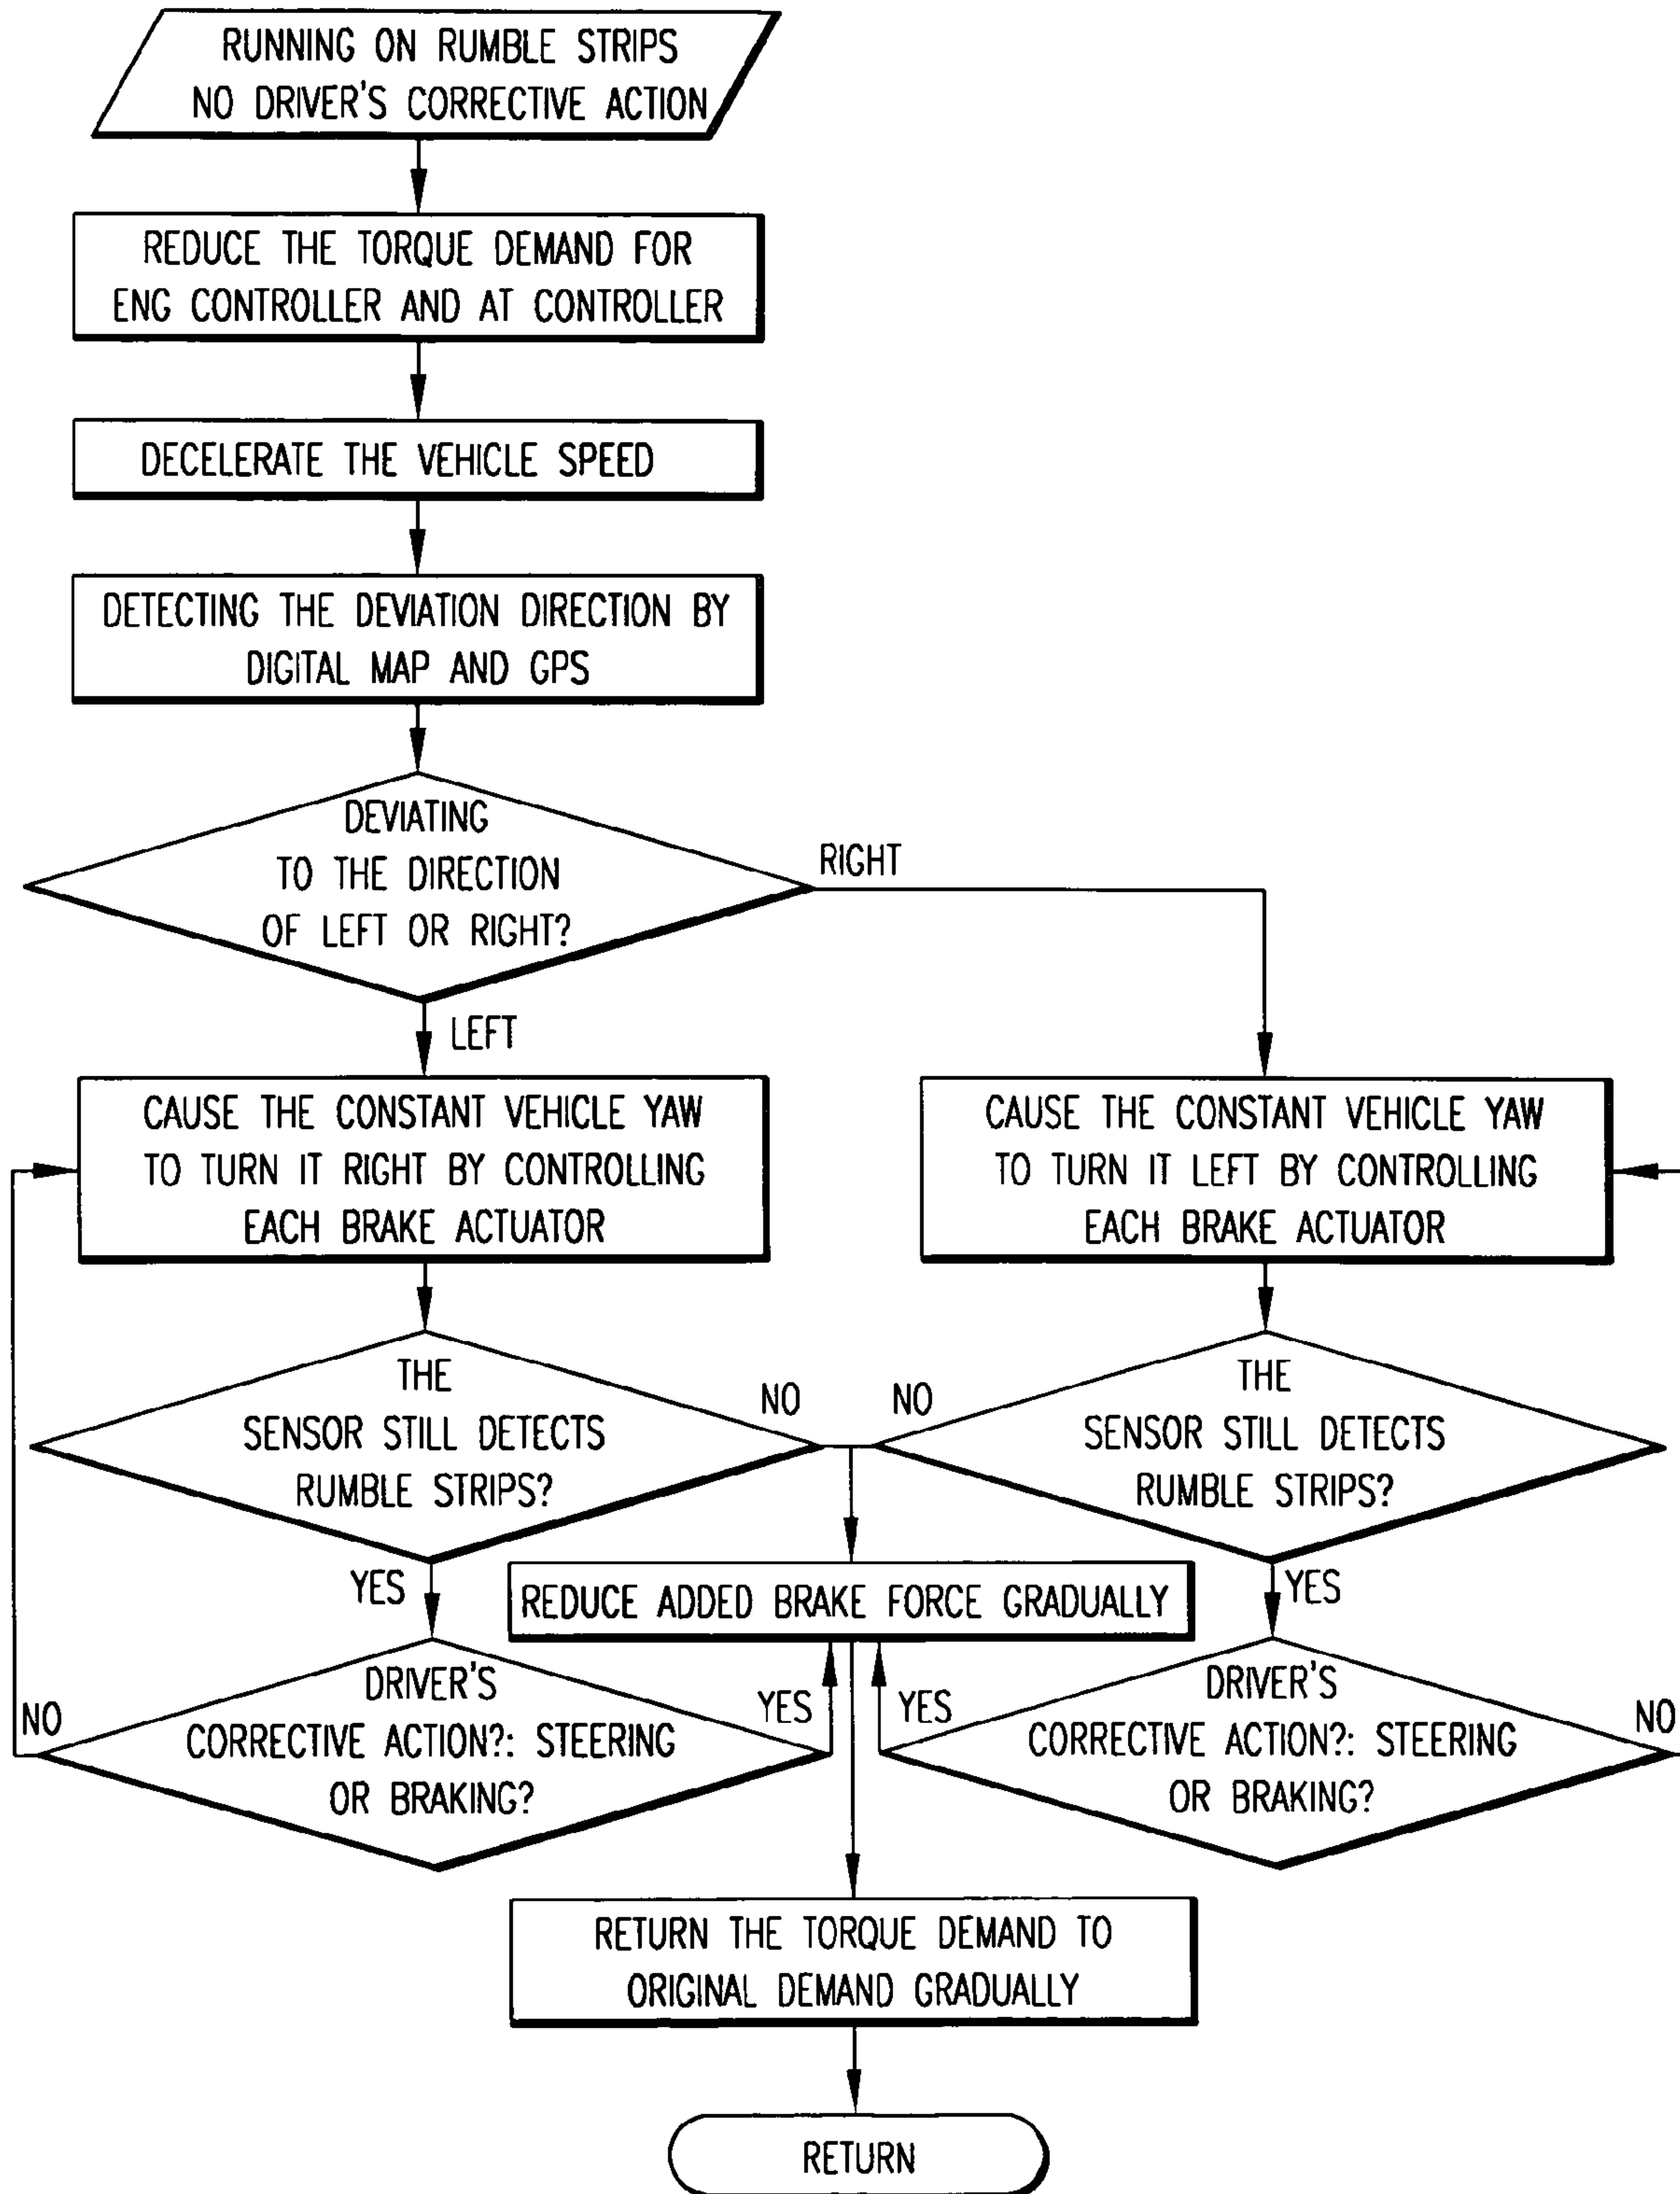 RUNNING ON RUMBLE STRIPS
NO DRIVER'S CORRECTIVE ACTION
REDUCE THE TORQUE DEMAND FOR
ENG CONTROLLER AND AT CONTROLLER
DECELERATE THE VEHICLE SPEED
DETECTING THE DEVIATION DIRECTION BY
DIGITAL MAP AND GPS
DEVIATING
TO THE DIRECTION
OF LEFT OR RIGHT?
RIGHT
LEFT
CAUSE THE CONSTANT VEHICLE YAW
TO TURN IT RIGHT BY CONTROLLING
EACH BRAKE ACTUATOR
CAUSE THE CONSTANT VEHICLE YAW
TO TURN IT LEFT BY CONTROLLING
EACH BRAKE ACTUATOR
THE
SENSOR STILL DETECTS
RUMBLE STRIPS?
NO
NO
THE
SENSOR STILL DETECTS
RUMBLE STRIPS?
YES
REDUCE ADDED BRAKE FORCE GRADUALLY
YES
NO
DRIVER'S
CORRECTIVE ACTION?: STEERING
OR BRAKING?
YES
YES
DRIVER'S
CORRECTIVE ACTION?: STEERING
OR BRAKING?
NO
RETURN THE TORQUE DEMAND TO
ORIGINAL DEMAND GRADUALLY
RETURN